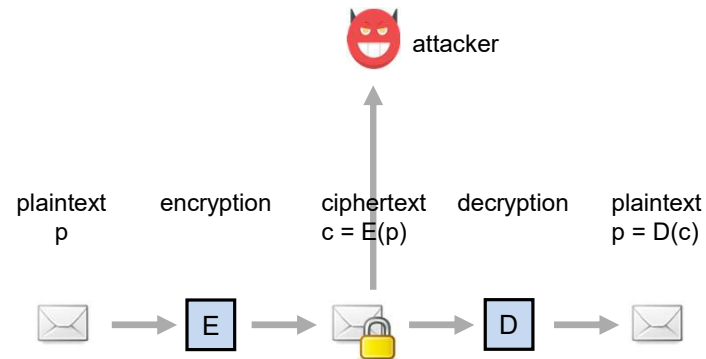 attacker
plaintext
p
encryption
ciphertext
c = E(p)
decryption
plaintext
p = D(c)
E
D